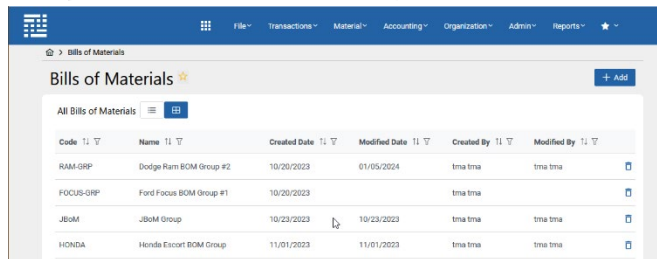 File Transactions Material Accounting Organization Admin Reports
> Bills of Materials
Bills of Materials
+ Add
All Bills of Materials
Code Name Created Date Modified Date Created By Modified By
RAM-GRP Dodge Ram BOM Group #2 10/20/2023 01/05/2024 tma tma tma tma
FOCUS-GRP Ford Focus BOM Group #1 10/20/2023 tma tma
JBoM JBoM Group 10/23/2023 10/23/2023 tma tma tma tma
HONDA Honda Escort BOM Group 11/01/2023 11/01/2023 tma tma tma tma